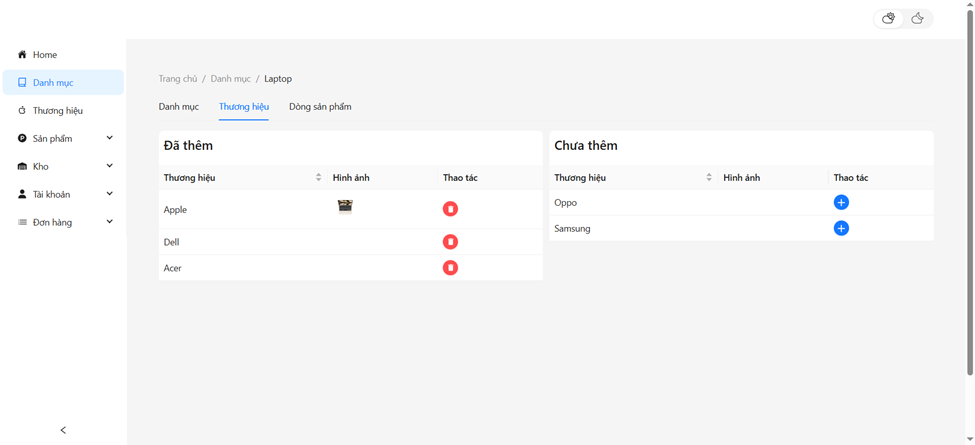 Home
Danh mục
Thương hiệu
Sản phẩm
Kho
Tài khoản
Đơn hàng
Trang chủ / Danh mục / Laptop
Danh mục Thương hiệu Dòng sản phẩm
Đã thêm
Thương hiệu Hình ảnh Thao tác
Apple
Dell
Acer
Chưa thêm
Thương hiệu Hình ảnh Thao tác
Oppo
Samsung